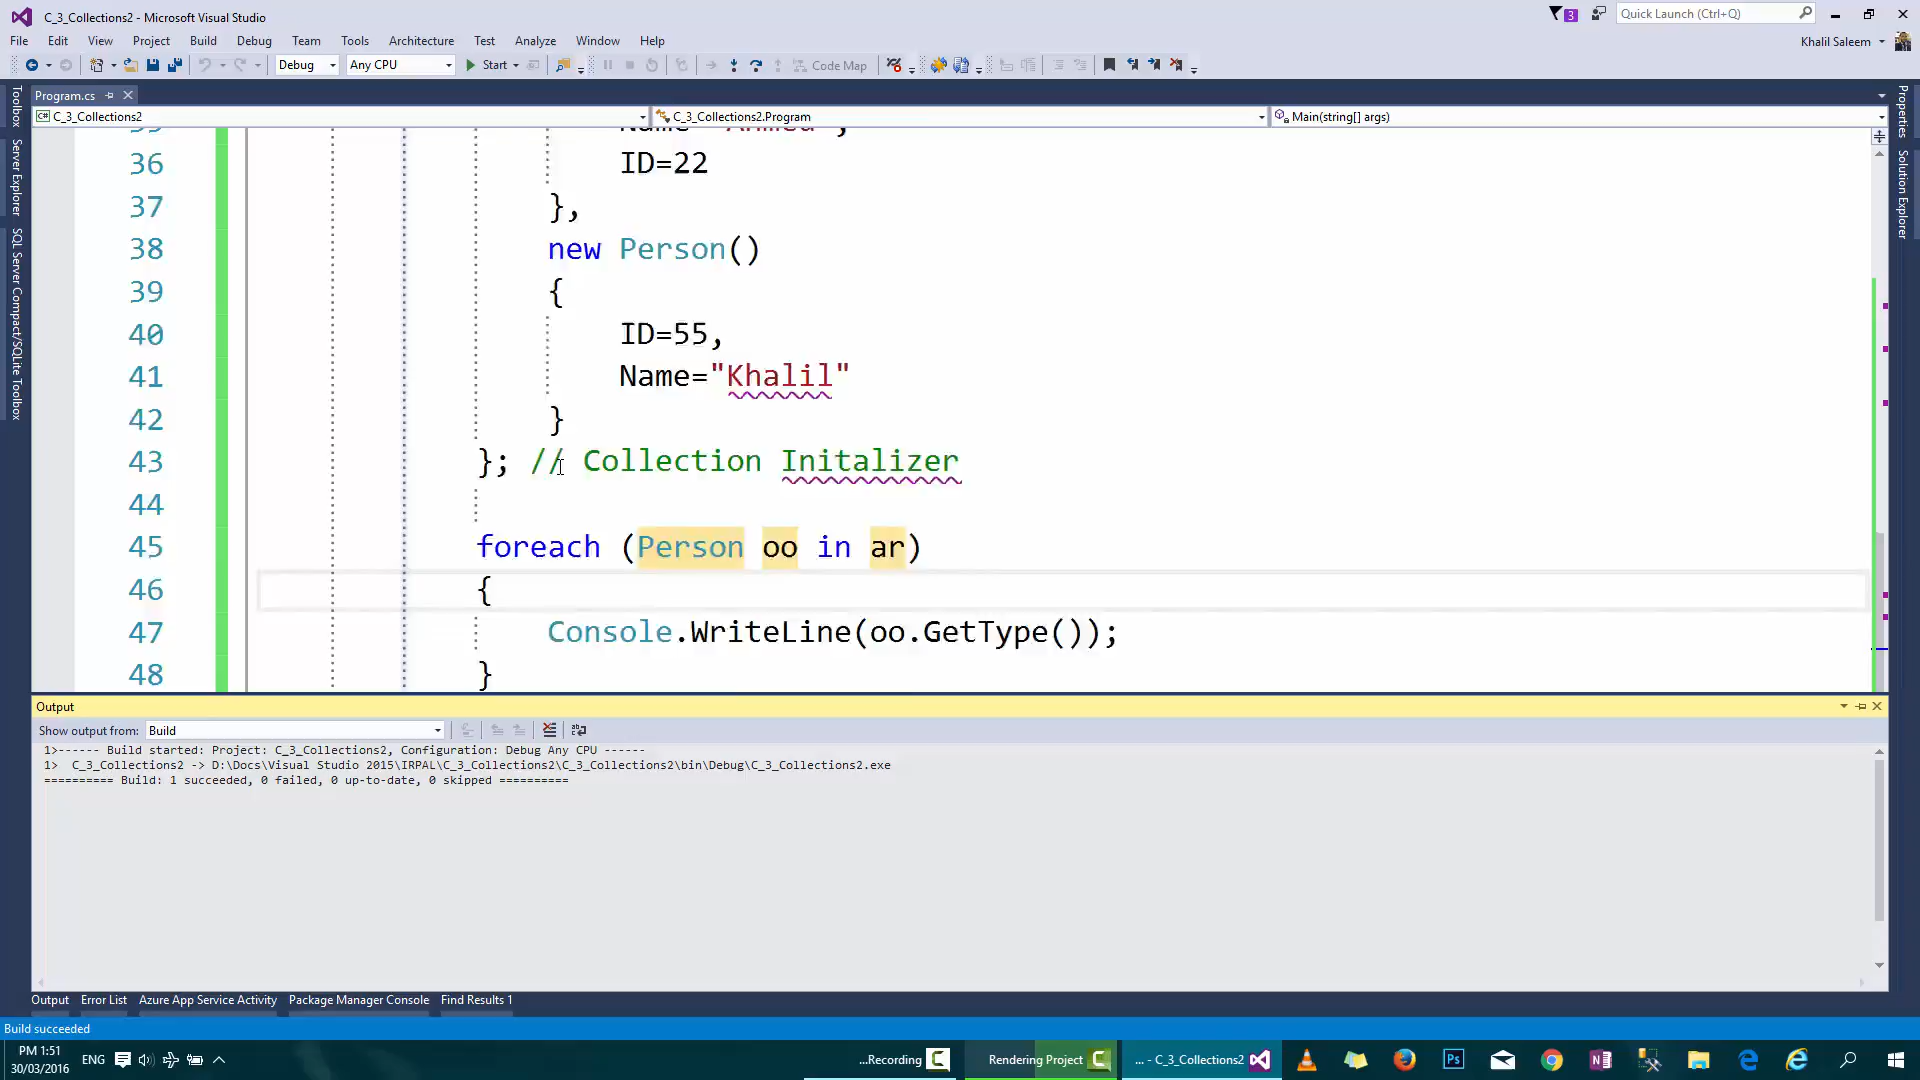 C_3_Collections2 - Microsoft Visual Studio
3
Quick Launch (Ctrl+Q)
File Edit View Project Build Debug Team Tools Architecture Test Analyze Window Help
Khalil Saleem
Debug Any CPU Start Code Map
Program.cs
C_3_Collections2 C_3_Collections2.Program Main(string[] args)
Toolbox
Server Explorer
SQL Server Compact/SQLite Toolbox
Properties
Solution Explorer
35 Name="Ahmed",
36 ID=22
37 },
38 new Person()
39 {
40 ID=55,
41 Name="Khalil"
42 }
43 }; // Collection Initalizer
44
45 foreach (Person oo in ar)
46 {
47 Console.WriteLine(oo.GetType());
48 }
Output
Show output from: Build
1>------ Build started: Project: C_3_Collections2, Configuration: Debug Any CPU ------
1>  C_3_Collections2 -> D:\Docs\Visual Studio 2015\IRPAL\C_3_Collections2\C_3_Collections2\bin\Debug\C_3_Collections2.exe
========== Build: 1 succeeded, 0 failed, 0 up-to-date, 0 skipped ==========
Output Error List Azure App Service Activity Package Manager Console Find Results 1
Build succeeded
PM 1:51
30/03/2016
ENG
...Recording
Rendering Project
... - C_3_Collections2